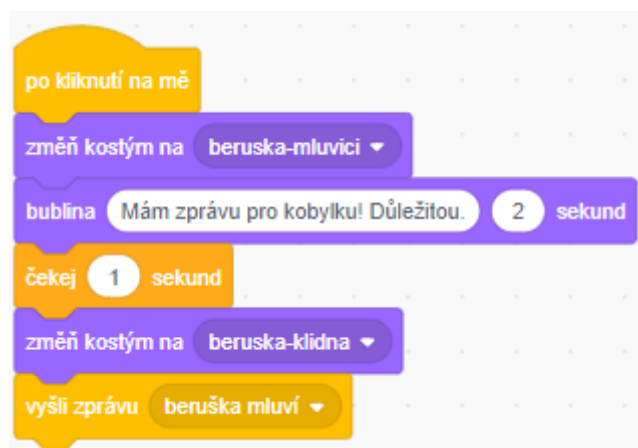 po kliknutí na mě
změň kostým na beruska-mluvici
bublina Mám zprávu pro kobylku! Důležitou. 2 sekund
čekej 1 sekund
změň kostým na beruska-klidna
vyšli zprávu beruška mluví